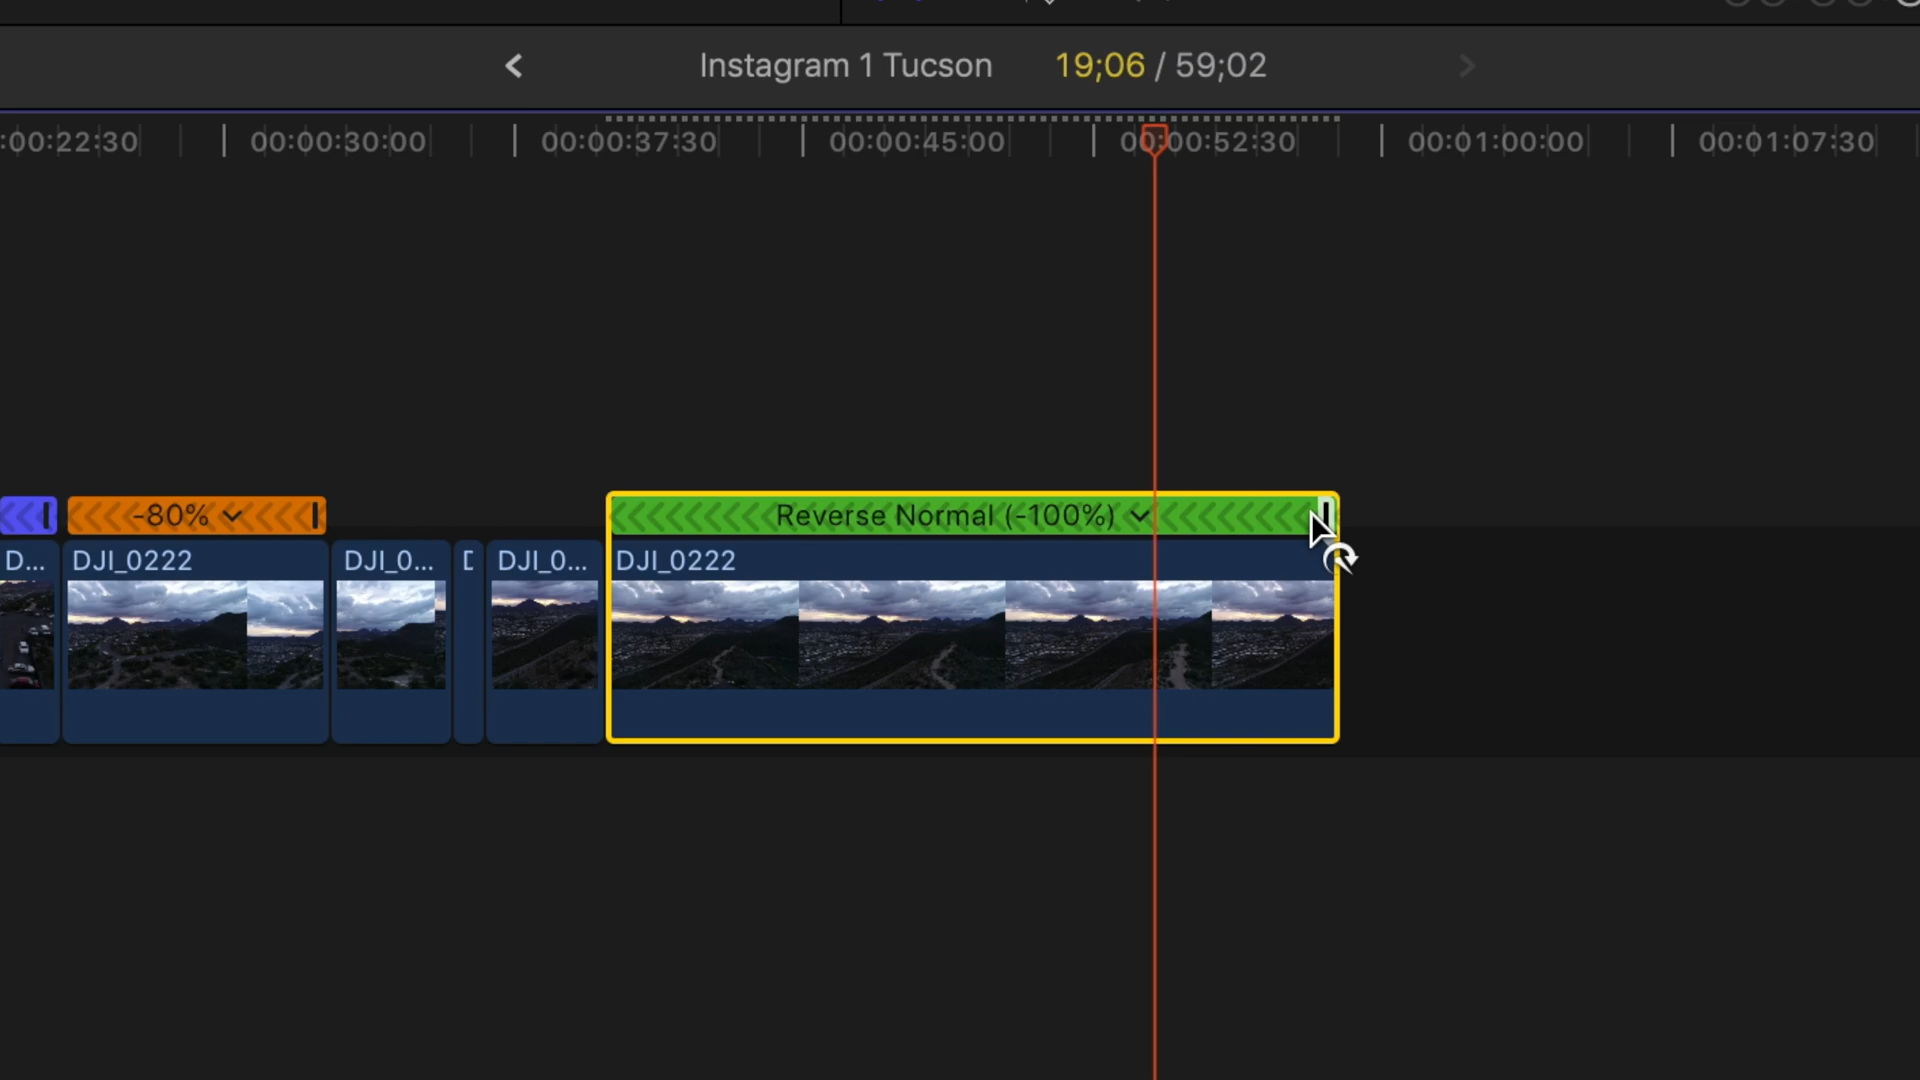 Instagram 1 Tucson 19;06 / 59;02
:00:22:30 00:00:30:00 00:00:37:30 00:00:45:00 00:00:52:30 00:01:00:00 00:01:07:30
-80% Reverse Normal (-100%)
D... DJI_0222 DJI_0... D DJI_0... DJI_0222